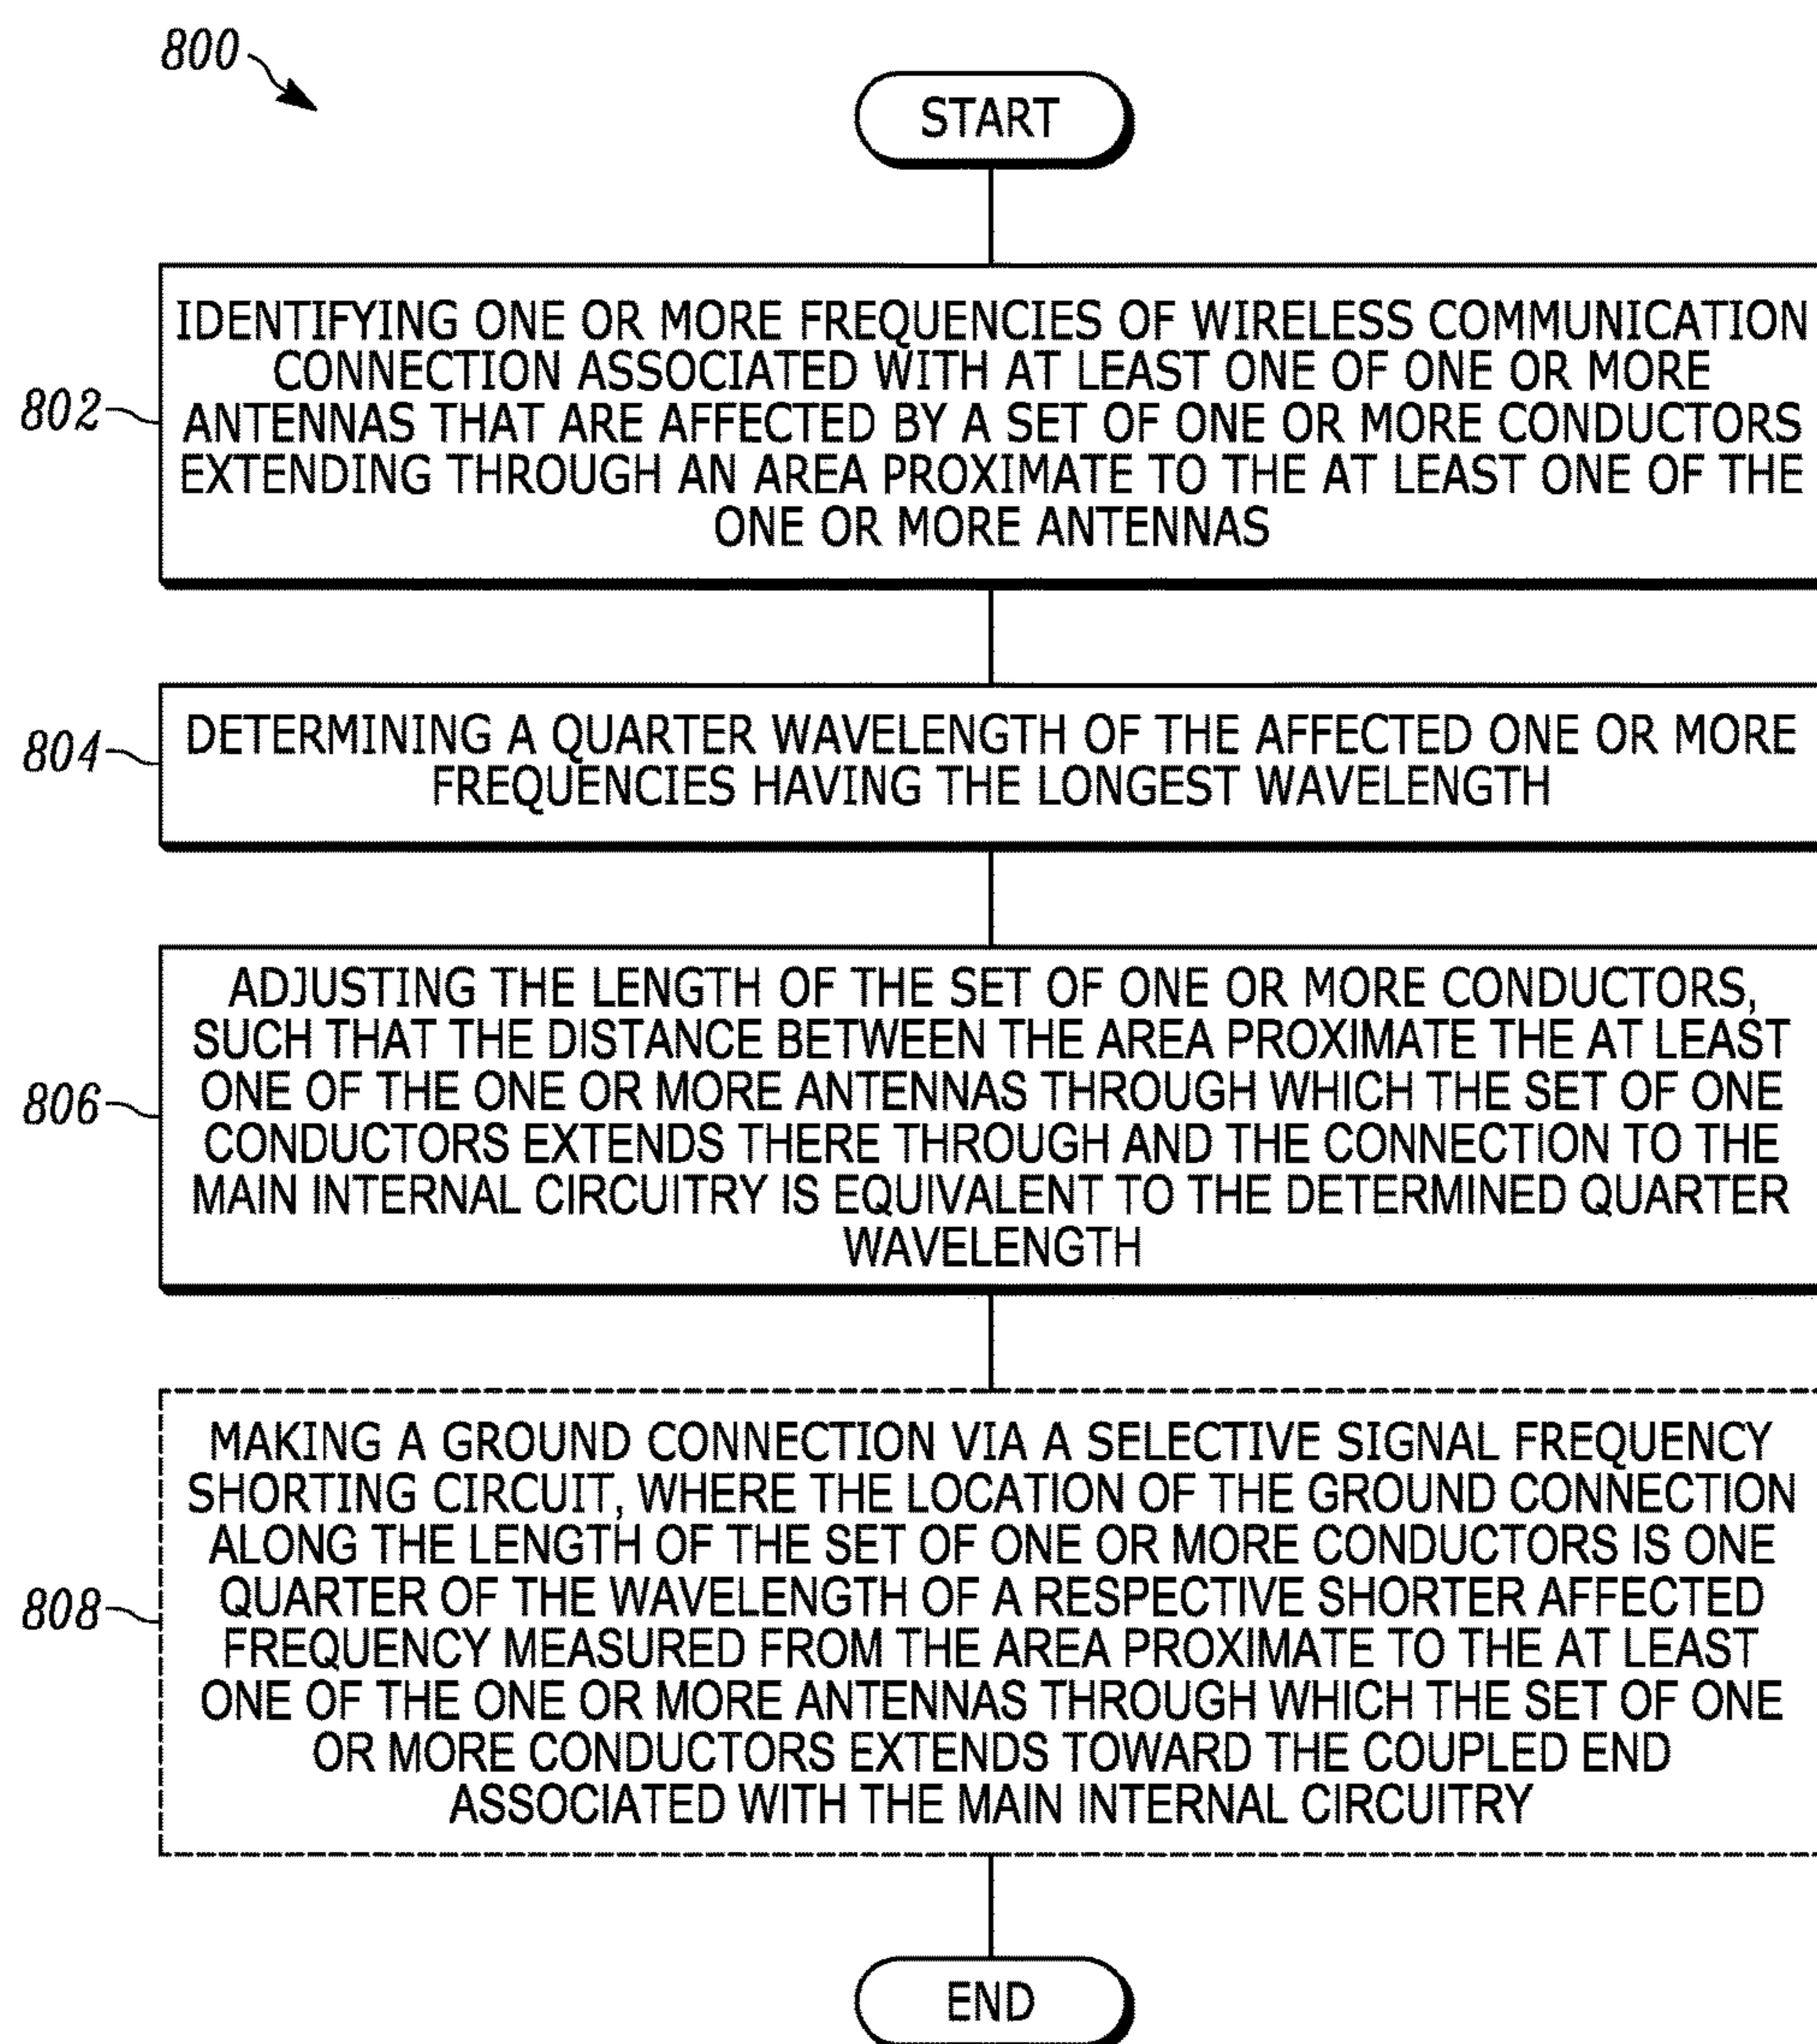 800
START
802
IDENTIFYING ONE OR MORE FREQUENCIES OF WIRELESS COMMUNICATION
CONNECTION ASSOCIATED WITH AT LEAST ONE OF ONE OR MORE
ANTENNAS THAT ARE AFFECTED BY A SET OF ONE OR MORE CONDUCTORS
EXTENDING THROUGH AN AREA PROXIMATE TO THE AT LEAST ONE OF THE
ONE OR MORE ANTENNAS
804
DETERMINING A QUARTER WAVELENGTH OF THE AFFECTED ONE OR MORE
FREQUENCIES HAVING THE LONGEST WAVELENGTH
806
ADJUSTING THE LENGTH OF THE SET OF ONE OR MORE CONDUCTORS,
SUCH THAT THE DISTANCE BETWEEN THE AREA PROXIMATE THE AT LEAST
ONE OF THE ONE OR MORE ANTENNAS THROUGH WHICH THE SET OF ONE
CONDUCTORS EXTENDS THERE THROUGH AND THE CONNECTION TO THE
MAIN INTERNAL CIRCUITRY IS EQUIVALENT TO THE DETERMINED QUARTER
WAVELENGTH
808
MAKING A GROUND CONNECTION VIA A SELECTIVE SIGNAL FREQUENCY
SHORTING CIRCUIT, WHERE THE LOCATION OF THE GROUND CONNECTION
ALONG THE LENGTH OF THE SET OF ONE OR MORE CONDUCTORS IS ONE
QUARTER OF THE WAVELENGTH OF A RESPECTIVE SHORTER AFFECTED
FREQUENCY MEASURED FROM THE AREA PROXIMATE TO THE AT LEAST
ONE OF THE ONE OR MORE ANTENNAS THROUGH WHICH THE SET OF ONE
OR MORE CONDUCTORS EXTENDS TOWARD THE COUPLED END
ASSOCIATED WITH THE MAIN INTERNAL CIRCUITRY
END